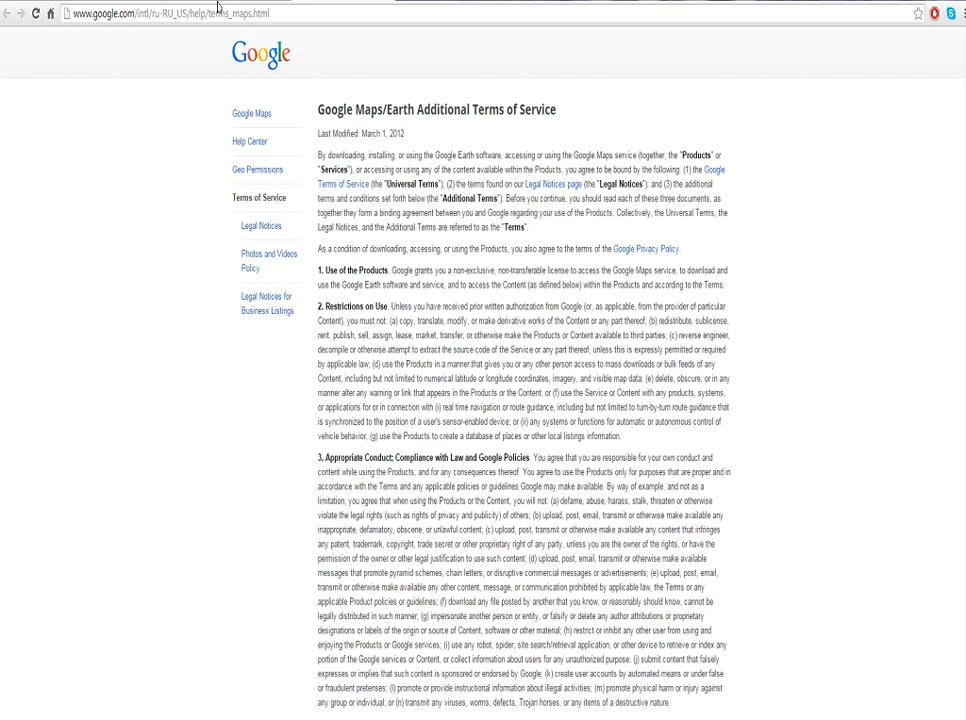 www.google.com/intl/ru-RU_US/help/terms_maps.html
Google
Google Maps
Help Center
Geo Permissions
Terms of Service
Legal Notices
Photos and Videos
Policy
Legal Notices for
Business Listings
Google Maps/Earth Additional Terms of Service
Last Modified: March 1, 2012
By downloading, installing, or using the Google Earth software, accessing or using the Google Maps service (together, the "Products" or
"Services"), or accessing or using any of the content available within the Products, you agree to be bound by the following: (1) the Google
Terms of Service (the "Universal Terms"); (2) the terms found on our Legal Notices page (the "Legal Notices"); and (3) the additional
terms and conditions set forth below (the "Additional Terms"). Before you continue, you should read each of these three documents, as
together they form a binding agreement between you and Google regarding your use of the Products. Collectively, the Universal Terms, the
Legal Notices, and the Additional Terms are referred to as the "Terms".
As a condition of downloading, accessing, or using the Products, you also agree to the terms of the Google Privacy Policy.
1. Use of the Products. Google grants you a non-exclusive, non-transferable license to access the Google Maps service, to download and
use the Google Earth software and service, and to access the Content (as defined below) within the Products and according to the Terms.
2. Restrictions on Use. Unless you have received prior written authorization from Google (or, as applicable, from the provider of particular
Content), you must not: (a) copy, translate, modify, or make derivative works of the Content or any part thereof; (b) redistribute, sublicense,
rent, publish, sell, assign, lease, market, transfer, or otherwise make the Products or Content available to third parties; (c) reverse engineer,
decompile or otherwise attempt to extract the source code of the Service or any part thereof, unless this is expressly permitted or required
by applicable law; (d) use the Products in a manner that gives you or any other person access to mass downloads or bulk feeds of any
Content, including but not limited to numerical latitude or longitude coordinates, imagery, and visible map data; (e) delete, obscure, or in any
manner alter any warning or link that appears in the Products or the Content; or (f) use the Service or Content with any products, systems,
or applications for or in connection with (i) real time navigation or route guidance, including but not limited to turn-by-turn route guidance that
is synchronized to the position of a user's sensor-enabled device; or (ii) any systems or functions for automatic or autonomous control of
vehicle behavior; (g) use the Products to create a database of places or other local listings information.
3. Appropriate Conduct; Compliance with Law and Google Policies. You agree that you are responsible for your own conduct and
content while using the Products, and for any consequences thereof. You agree to use the Products only for purposes that are proper and in
accordance with the Terms and any applicable policies or guidelines Google may make available. By way of example, and not as a
limitation, you agree that when using the Products or the Content, you will not: (a) defame, abuse, harass, stalk, threaten or otherwise
violate the legal rights (such as rights of privacy and publicity) of others; (b) upload, post, email, transmit or otherwise make available any
inappropriate, defamatory, obscene, or unlawful content; (c) upload, post, transmit or otherwise make available any content that infringes
any patent, trademark, copyright, trade secret or other proprietary right of any party, unless you are the owner of the rights, or have the
permission of the owner or other legal justification to use such content; (d) upload, post, email, transmit or otherwise make available
messages that promote pyramid schemes, chain letters, or disruptive commercial messages or advertisements; (e) upload, post, email,
transmit or otherwise make available any other content, message, or communication prohibited by applicable law, the Terms or any
applicable Product policies or guidelines; (f) download any file posted by another that you know, or reasonably should know, cannot be
legally distributed in such manner; (g) impersonate another person or entity, or falsify or delete any author attributions or proprietary
designations or labels of the origin or source of Content, software or other material; (h) restrict or inhibit any other user from using and
enjoying the Products or Google services; (i) use any robot, spider, site search/retrieval application, or other device to retrieve or index any
portion of the Google services or Content, or collect information about users for any unauthorized purpose; (j) submit content that falsely
expresses or implies that such content is sponsored or endorsed by Google; (k) create user accounts by automated means or under false
or fraudulent pretenses; (l) promote or provide instructional information about illegal activities; (m) promote physical harm or injury against
any group or individual; or (n) transmit any viruses, worms, defects, Trojan horses, or any items of a destructive nature.